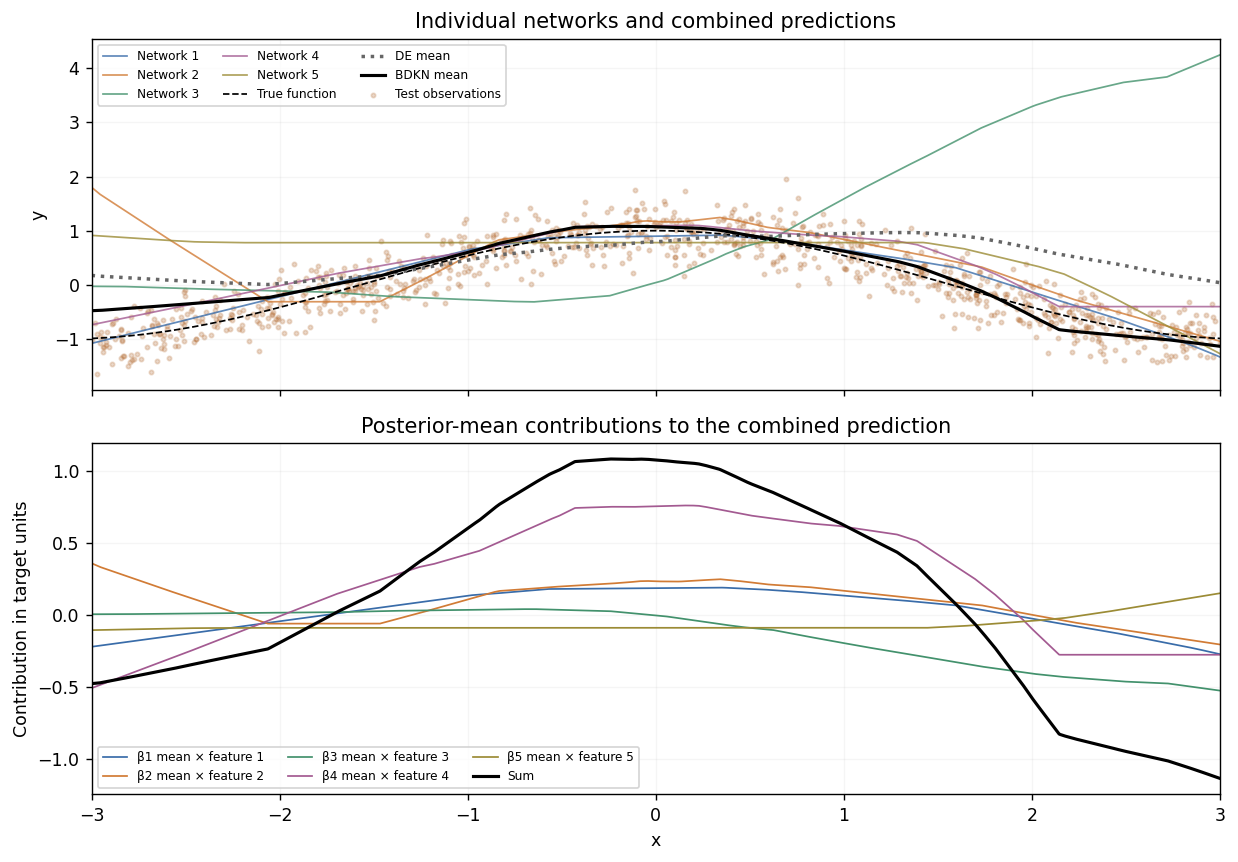 Individual networks and combined predictions
Network 1
Network 2
Network 3
Network 4
Network 5
True function
DE mean
BDKN mean
Test observations
4
3
2
1
0
−1
y
Posterior-mean contributions to the combined prediction
1.0
0.5
0.0
−0.5
−1.0
Contribution in target units
β1 mean × feature 1
β2 mean × feature 2
β3 mean × feature 3
β4 mean × feature 4
β5 mean × feature 5
Sum
−3 −2 −1 0 1 2 3
x